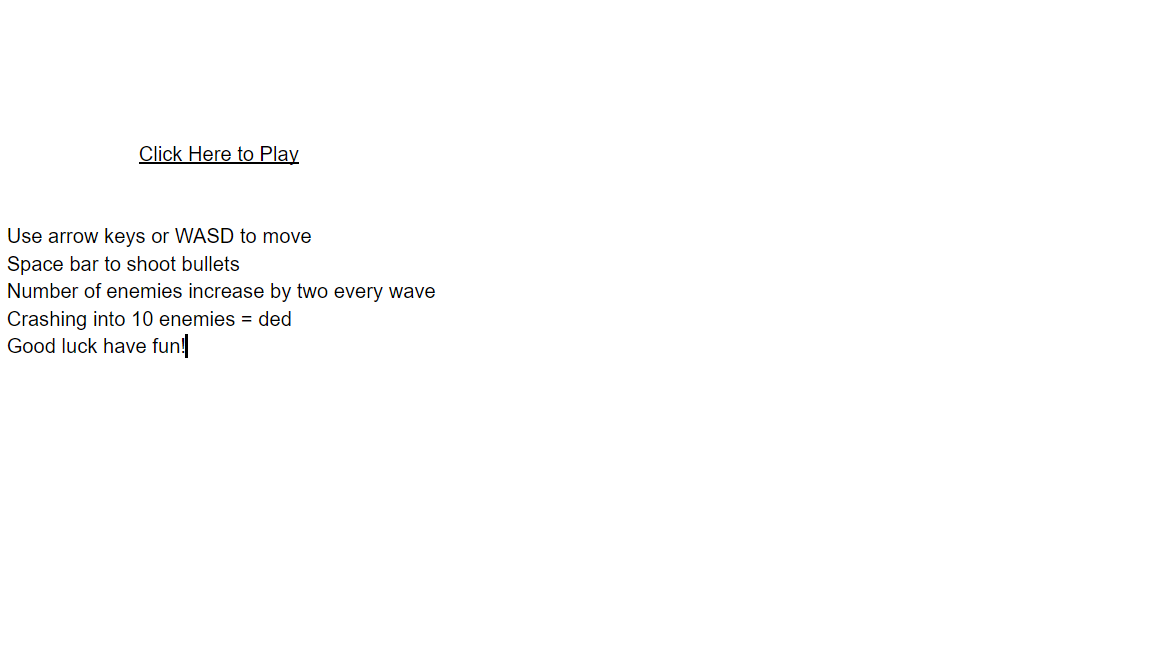 Click Here to Play
Use arrow keys or WASD to move
Space bar to shoot bullets
Number of enemies increase by two every wave
Crashing into 10 enemies = ded
Good luck have fun!